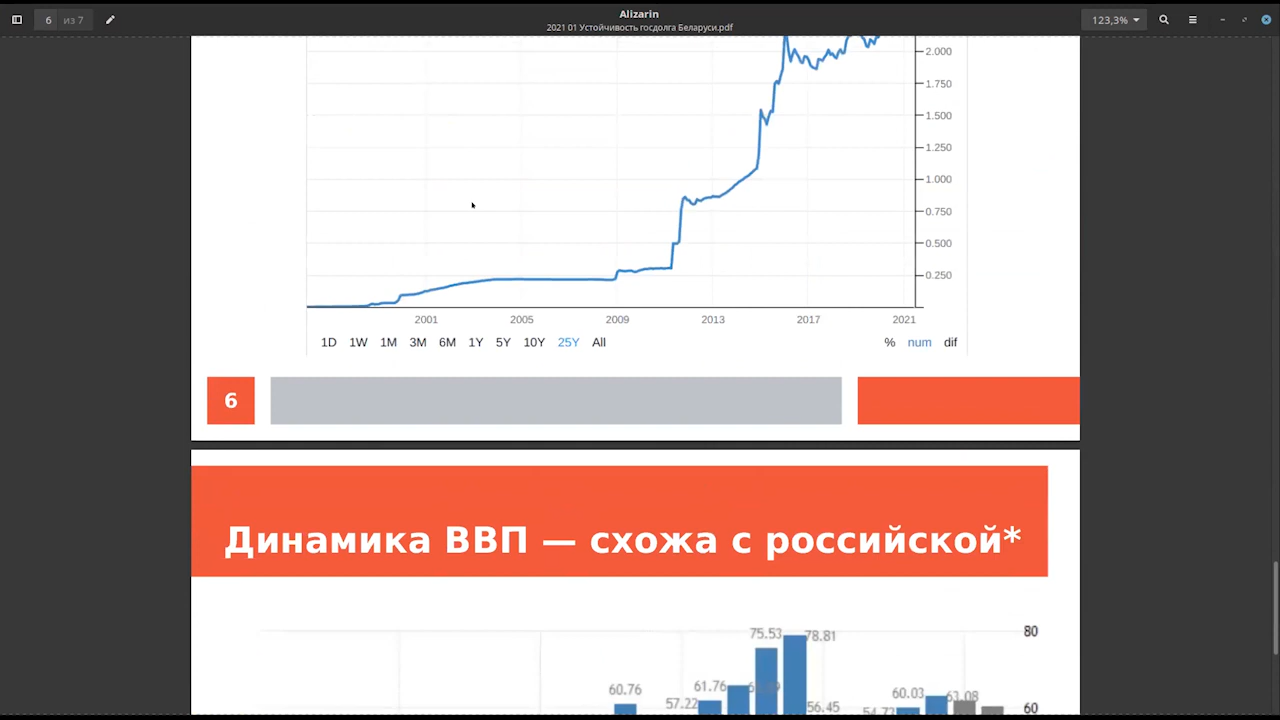 6 из 7
Alizarin
2021 01 Устойчивость госдолга Беларуси.pdf
123,3%
2.000
1.750
1.500
1.250
1.000
0.750
0.500
0.250
2001 2005 2009 2013 2017 2021
1D 1W 1M 3M 6M 1Y 5Y 10Y 25Y All % num dif
6
Динамика ВВП — схожа с российской*
75.53 78.81 80
60.76 57.22 61.76 56.45 60.03 63.08 60